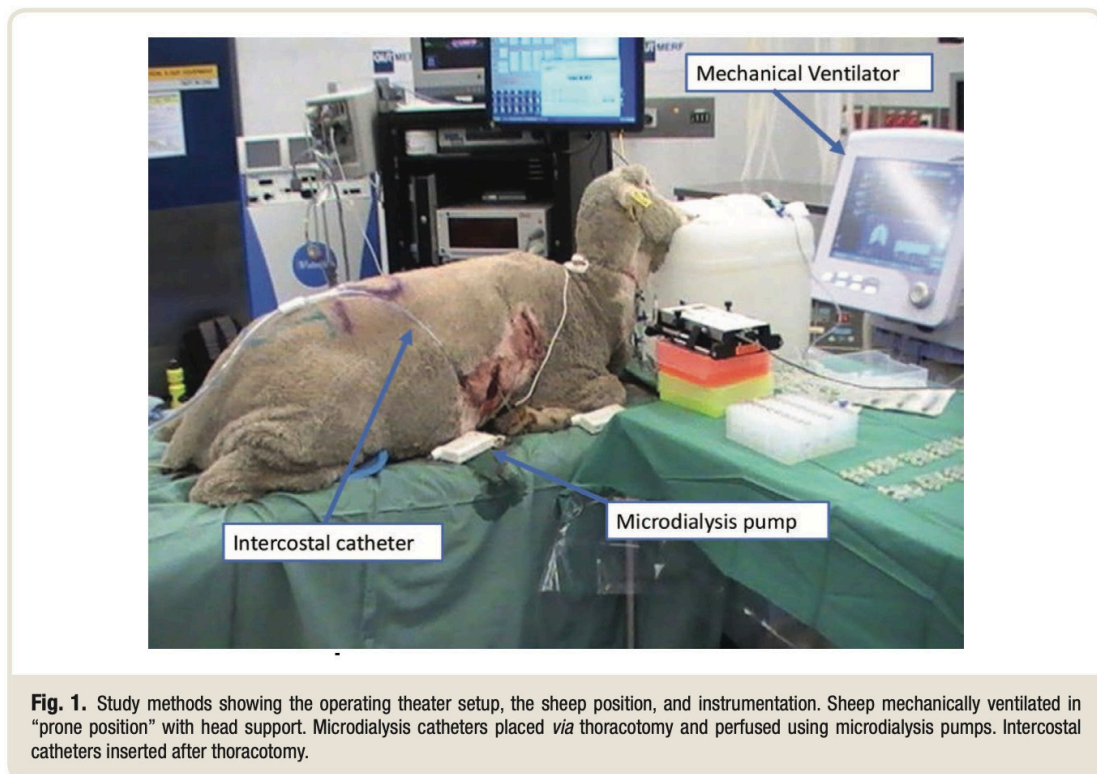 MERF
Mechanical Ventilator
Intercostal catheter
Microdialysis pump
Fig. 1. Study methods showing the operating theater setup, the sheep position, and instrumentation. Sheep mechanically ventilated in
“prone position” with head support. Microdialysis catheters placed via thoracotomy and perfused using microdialysis pumps. Intercostal
catheters inserted after thoracotomy.